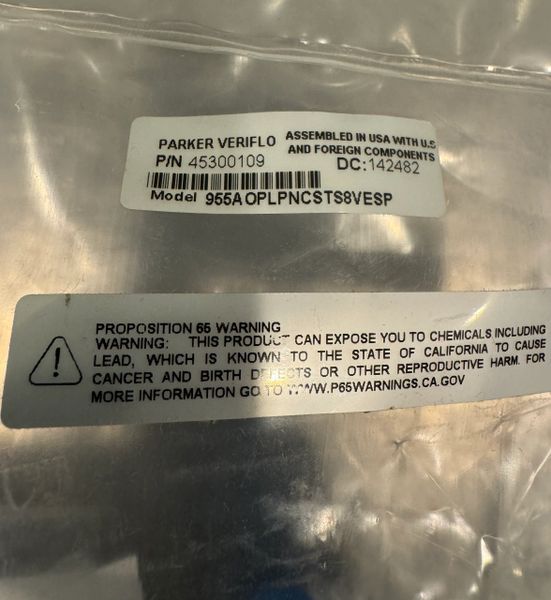 PARKER VERIFLO
ASSEMBLED IN USA WITH U.S
AND FOREIGN COMPONENTS
P/N 45300109
DC:142482
Model 955AOPLPNCSTS8VESP
PROPOSITION 65 WARNING
WARNING: THIS PRODUCT CAN EXPOSE YOU TO CHEMICALS INCLUDING
LEAD, WHICH IS KNOWN TO THE STATE OF CALIFORNIA TO CAUSE
CANCER AND BIRTH DEFECTS OR OTHER REPRODUCTIVE HARM. FOR
MORE INFORMATION GO TO WWW.P65WARNINGS.CA.GOV